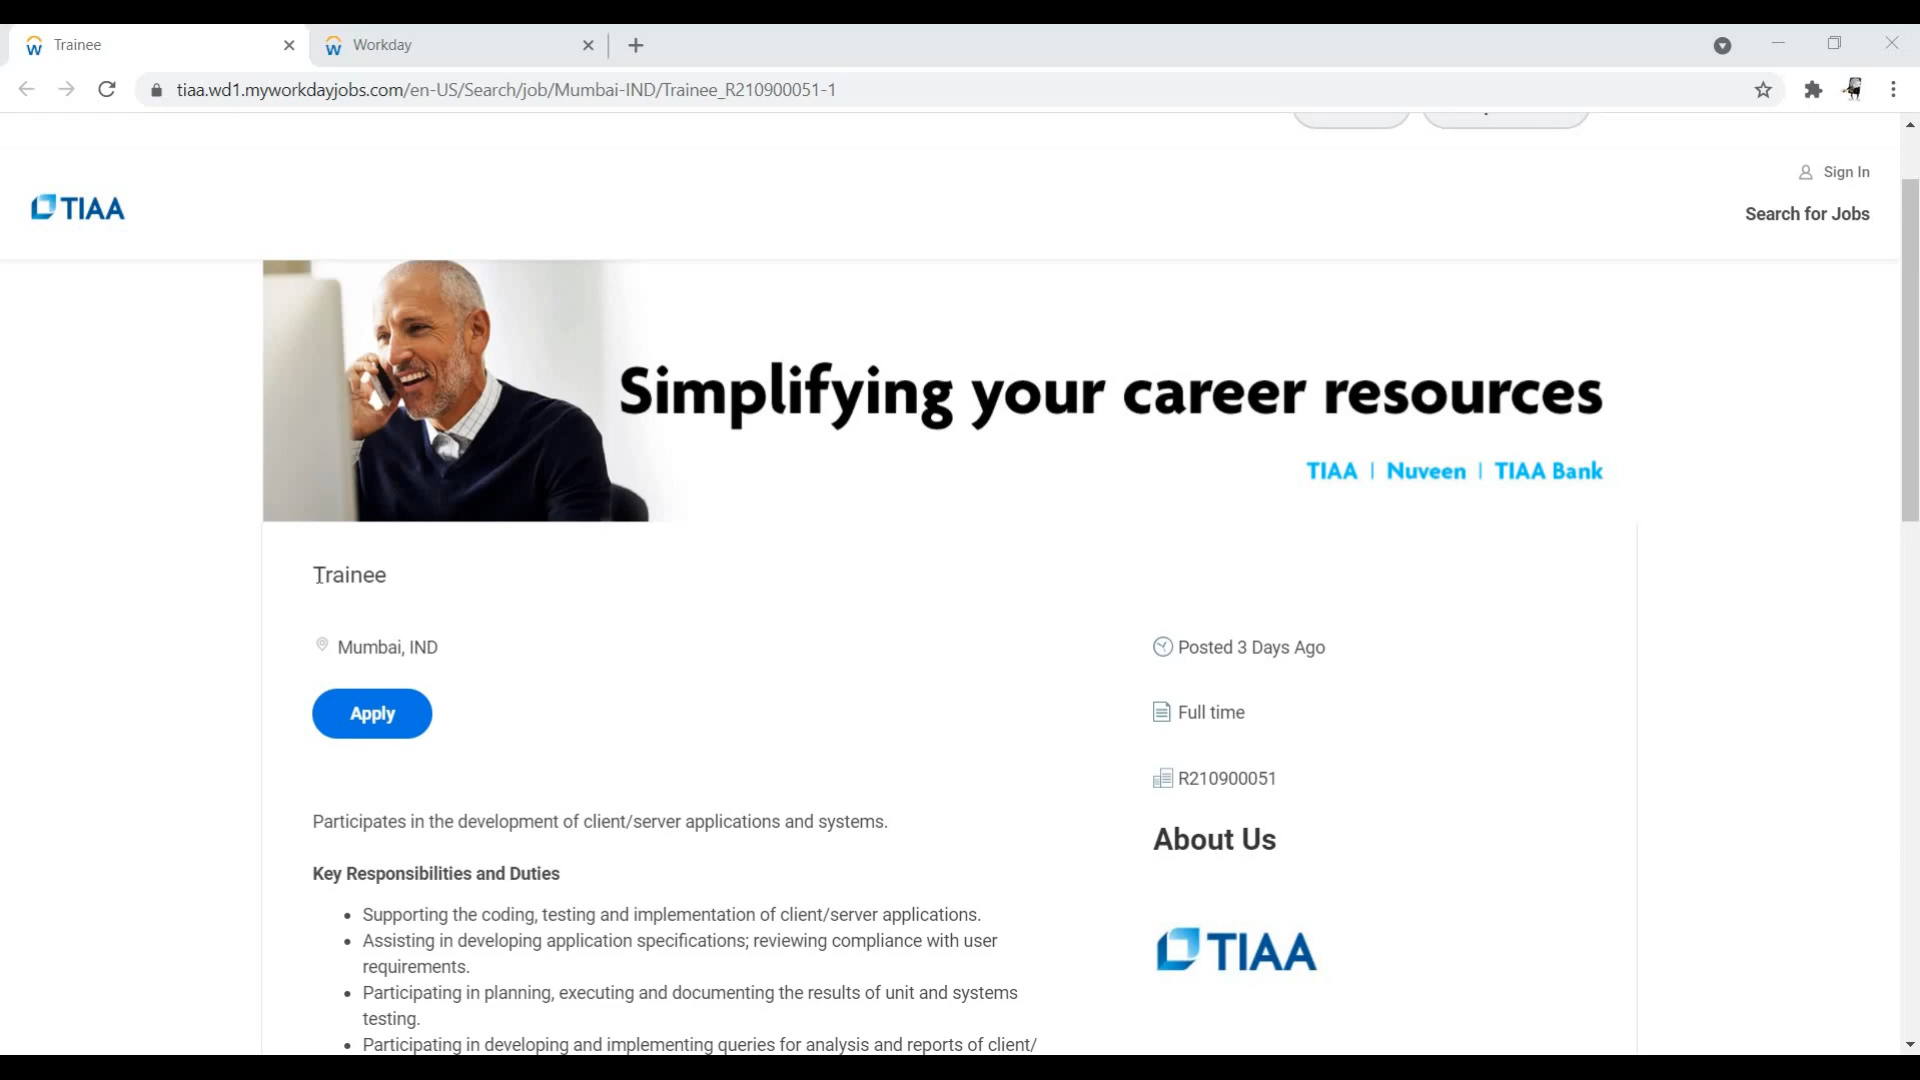 Trainee
Workday
tiaa.wd1.myworkdayjobs.com/en-US/Search/job/Mumbai-IND/Trainee_R210900051-1
Sign In
TIAA
Search for Jobs
Simplifying your career resources
TIAA | Nuveen | TIAA Bank
Trainee
Mumbai, IND
Posted 3 Days Ago
Apply
Full time
R210900051
Participates in the development of client/server applications and systems.
About Us
Key Responsibilities and Duties
• Supporting the coding, testing and implementation of client/server applications.
• Assisting in developing application specifications; reviewing compliance with user
requirements.
TIAA
• Participating in planning, executing and documenting the results of unit and systems
testing.
• Participating in developing and implementing queries for analysis and reports of client/